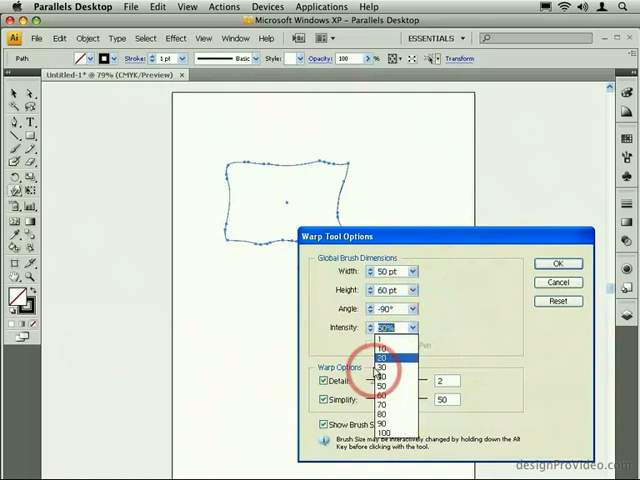 Parallels Desktop File Edit View Devices Actions Window Applications Help
Microsoft Windows XP - Parallels Desktop
Ai File Edit Object Type Select Effect View Window Help ESSENTIALS
Path Stroke: 1 pt Basic Style: Opacity: 100 % Transform
Untitled-1* @ 79% (CMYK/Preview) ×
Warp Tool Options
Global Brush Dimensions
Width: 50 pt
OK
Height: 60 pt
Cancel
Angle: -90°
Reset
Intensity: 50%
1
Pen
10
20
30
Warp Options
40
Detail: 2
50
60
Simplify: 50
70
80
Show Brush S
90
100
Brush Size may be interactively changed by holding down the Alt
Key before clicking with the tool.
designProVideo.com